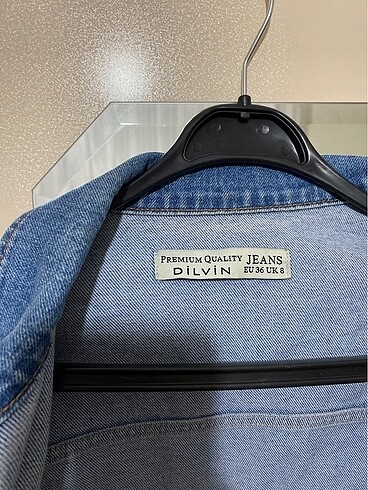 PREMIUM QUALITY JEANS
DİLVİN EU 36 UK 8